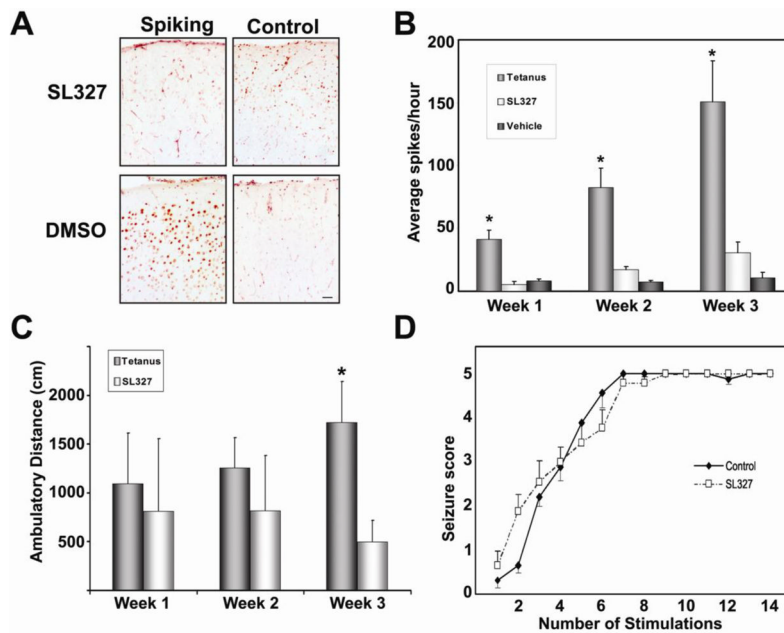 A
Spiking Control
SL327
DMSO
B
200
150
100
50
0
Average spikes/hour
Tetanus
SL327
Vehicle
*
*
*
Week 1 Week 2 Week 3
C
Ambulatory Distance (cm)
2000
1500
1000
500
Tetanus
SL327
*
Week 1 Week 2 Week 3
D
Seizure score
5
4
3
2
1
0
Control
SL327
2 4 6 8 10 12 14
Number of Stimulations